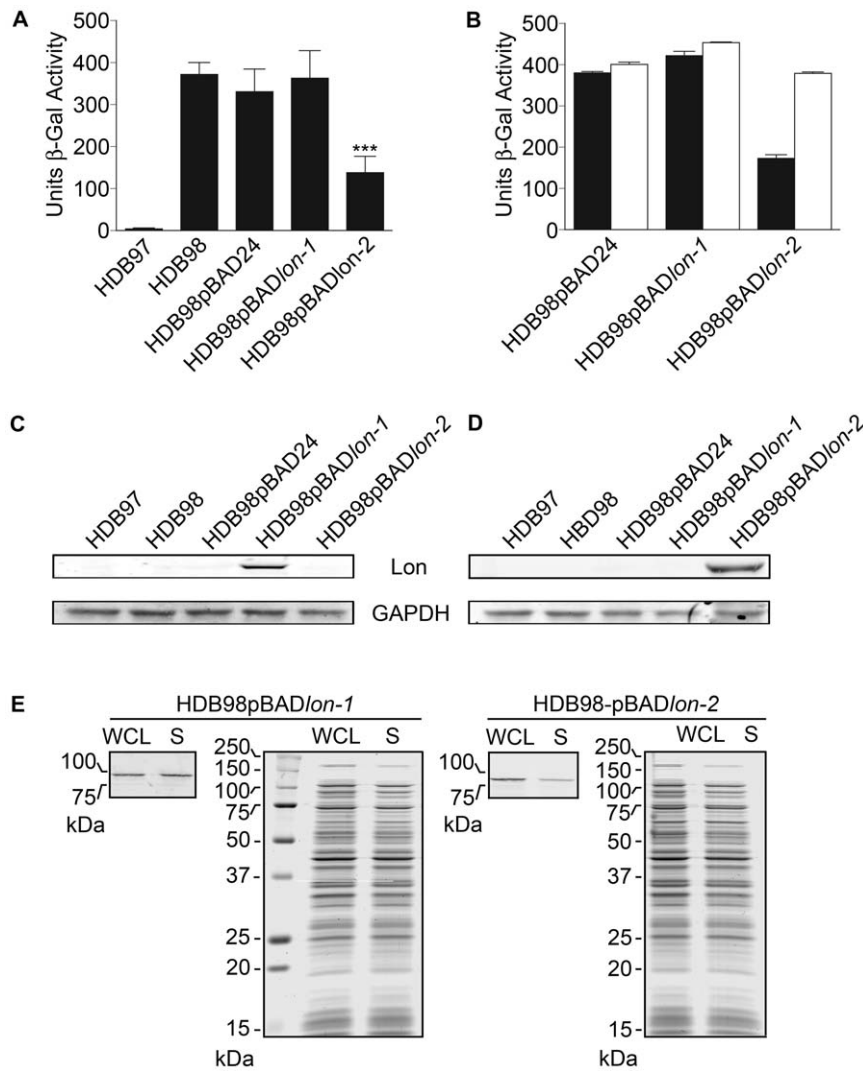 A
500
400
300
200
100
0
Units β-Gal Activity
***
HDB97
HDB98
HDB98pBAD24
HDB98pBADlon-1
HDB98pBADlon-2
B
500
400
300
200
100
0
Units β-Gal Activity
HDB98pBAD24
HDB98pBADlon-1
HDB98pBADlon-2
C
HDB97
HDB98
HDB98pBAD24
HDB98pBADlon-1
HDB98pBADlon-2
D
HDB97
HBD98
HDB98pBAD24
HDB98pBADlon-1
HDB98pBADlon-2
Lon
GAPDH
E
HDB98pBADlon-1
WCL S
100
75
kDa
WCL S
250
150
100
75
50
37
25
20
15
kDa
HDB98-pBADlon-2
WCL S
100
75
kDa
WCL S
250
150
100
75
50
37
25
20
15
kDa